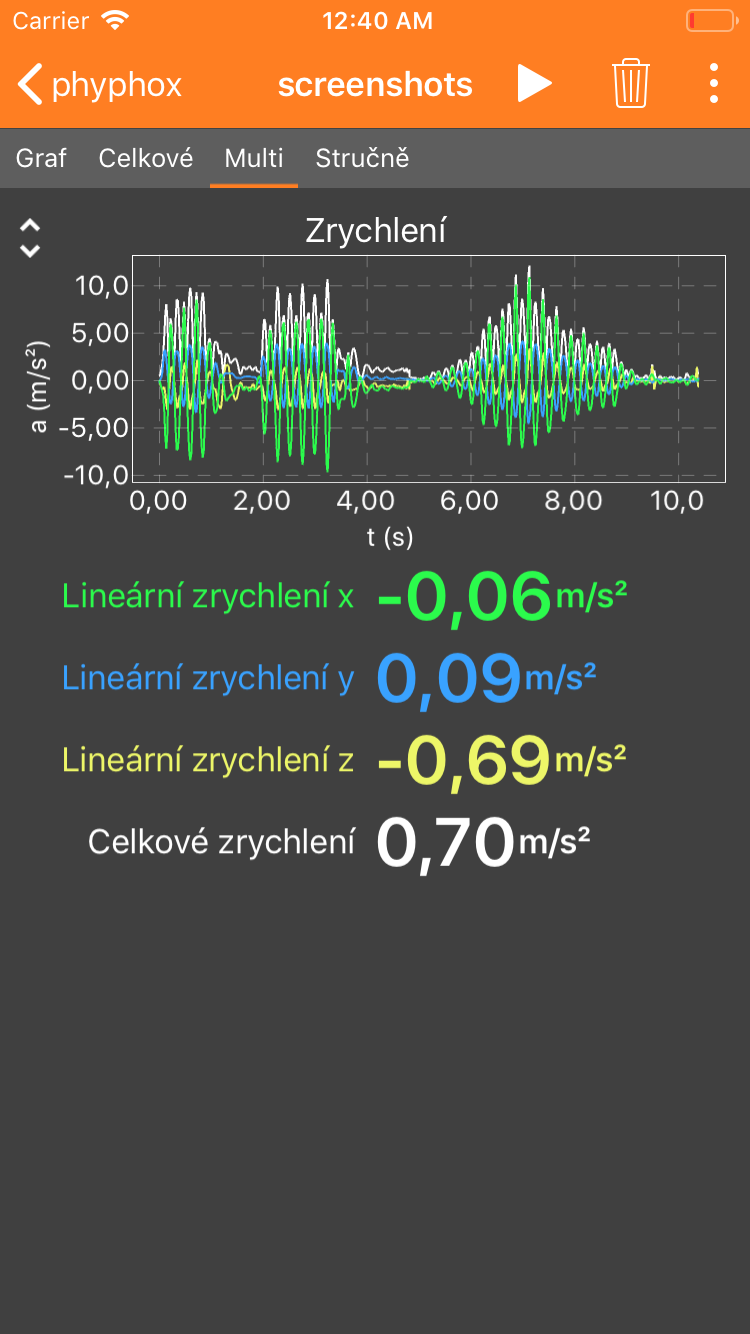 Carrier 12:40 AM
phyphox screenshots
Graf Celkové Multi Stručně
Zrychlení
10,0
5,00
0,00
-5,00
-10,0
a (m/s²)
0,00 2,00 4,00 6,00 8,00 10,0
t (s)
Lineární zrychlení x -0,06 m/s²
Lineární zrychlení y 0,09 m/s²
Lineární zrychlení z -0,69 m/s²
Celkové zrychlení 0,70 m/s²